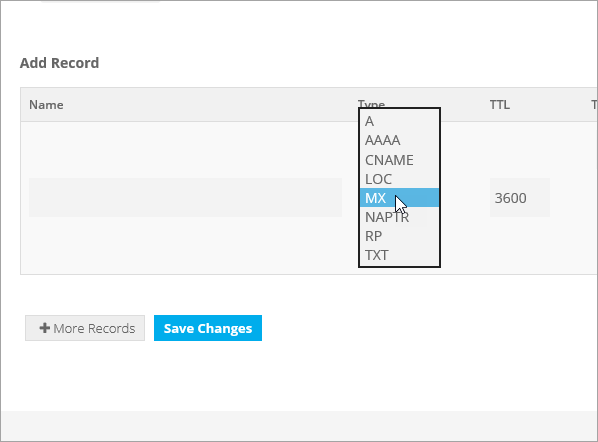 Add Record
Name Type TTL T
A
AAAA
CNAME
LOC
MX
3600
NAPTR
RP
TXT
More Records Save Changes